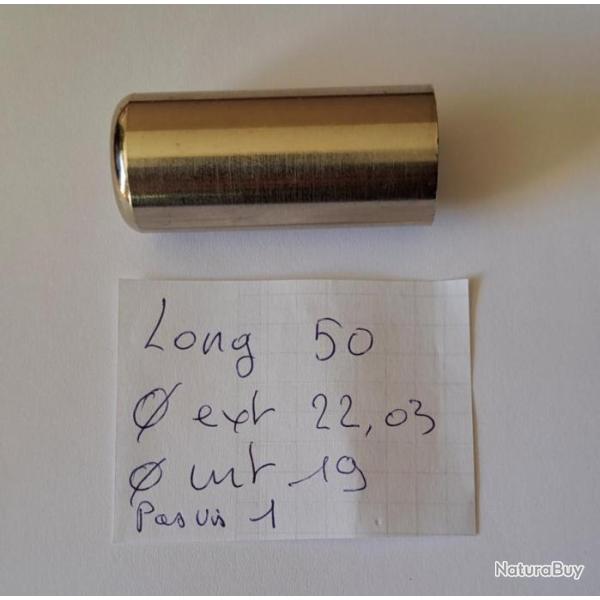 Long 50
Ø ext 22,03
Ø int 19
Pas vis 1
NaturaBuy